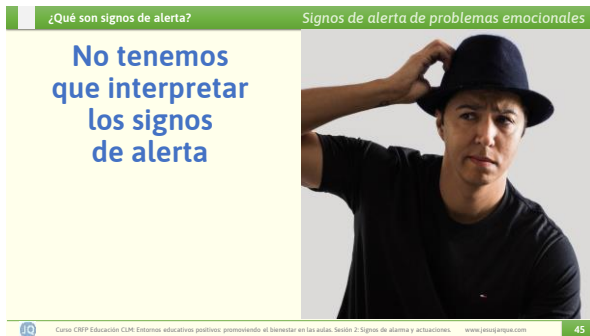 ¿Qué son signos de alerta?
Signos de alerta de problemas emocionales
No tenemos
que interpretar
los signos
de alerta
JQ
Curso CRFP Educación CLM: Entornos educativos positivos: promoviendo el bienestar en las aulas. Sesión 2: Signos de alarma y actuaciones.
www.jesusjarque.com
45